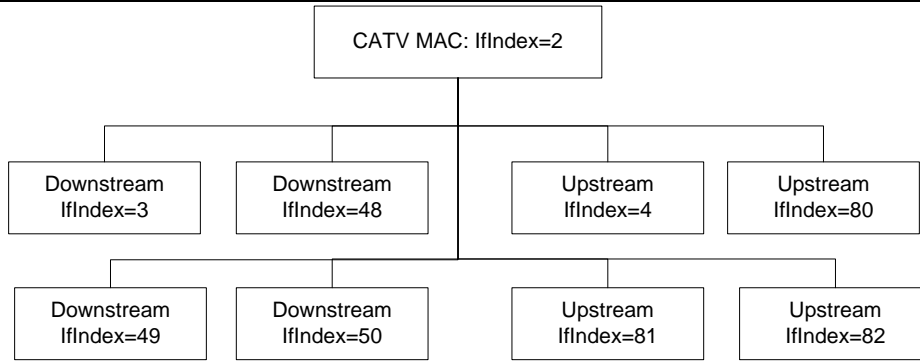 CATV MAC: IfIndex=2
Downstream
IfIndex=3
Downstream
IfIndex=48
Upstream
IfIndex=4
Upstream
IfIndex=80
Downstream
IfIndex=49
Downstream
IfIndex=50
Upstream
IfIndex=81
Upstream
IfIndex=82